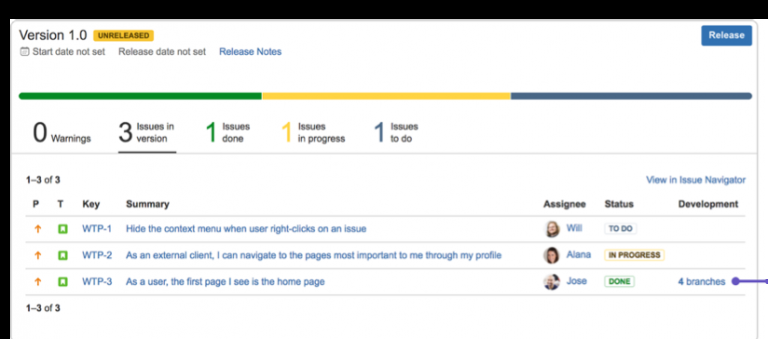 Version 1.0 UNRELEASED
Release
Start date not set Release date not set Release Notes
0 Warnings 3 Issues in version 1 Issues done 1 Issues in progress 1 Issues to do
1–3 of 3
View in Issue Navigator
P T Key Summary Assignee Status Development
WTP-1 Hide the context menu when user right-clicks on an issue Will TO DO
WTP-2 As an external client, I can navigate to the pages most important to me through my profile Alana IN PROGRESS
WTP-3 As a user, the first page I see is the home page Jose DONE 4 branches
1–3 of 3